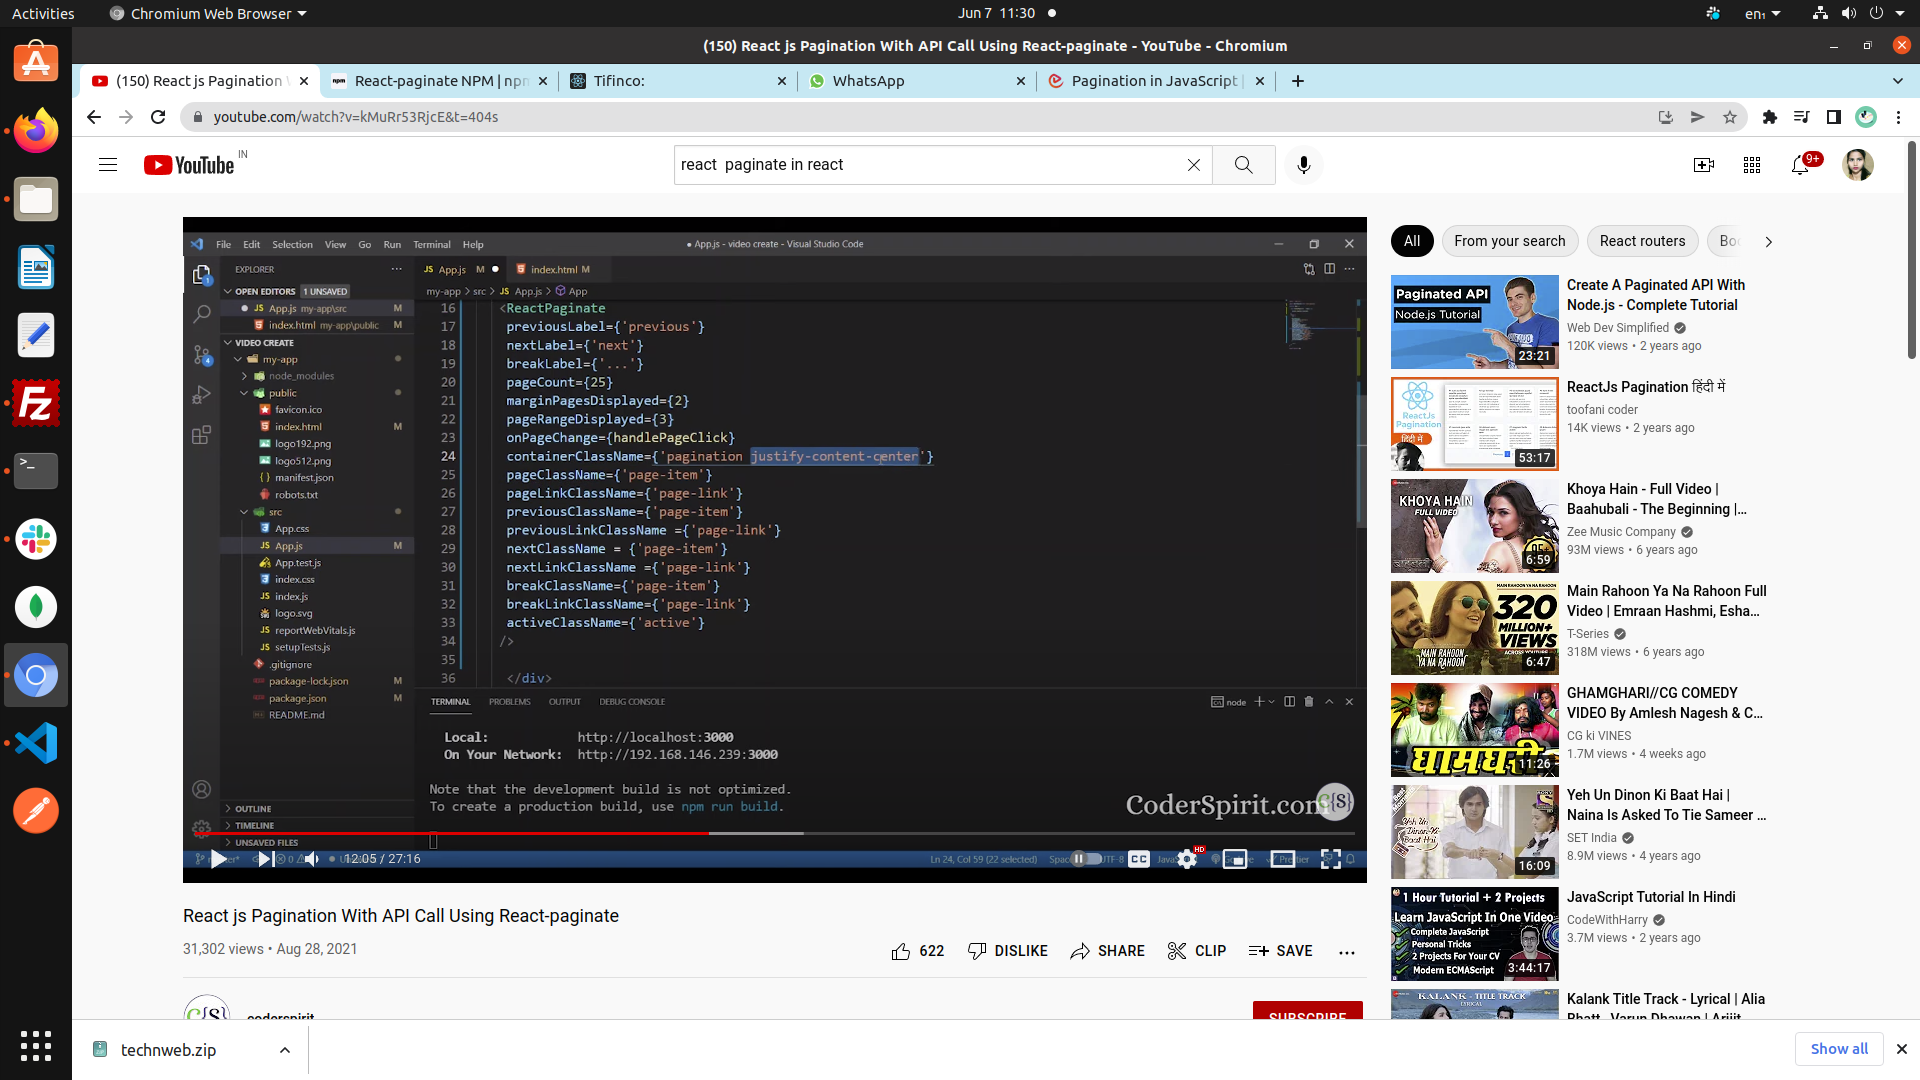 Activities
Chromium Web Browser
Jun 7 11:30
en₁
(150) React js Pagination With API Call Using React-paginate - YouTube - Chromium
(150) React js Pagination W
React-paginate NPM | npm
Tifinco:
WhatsApp
Pagination in JavaScript |
youtube.com/watch?v=kMuRr53RjcE&t=404s
YouTube IN
react  paginate in react
9+
File Edit Selection View Go Run Terminal Help
● App.js - video create - Visual Studio Code
EXPLORER
OPEN EDITORS 1 UNSAVED
App.js my-app\src M
index.html my-app\public M
VIDEO CREATE
my-app
node_modules
public
favicon.ico
index.html M
logo192.png
logo512.png
manifest.json
robots.txt
src
App.css
App.js M
App.test.js
index.css
index.js
logo.svg
reportWebVitals.js
setupTests.js
.gitignore
package-lock.json M
package.json M
README.md
OUTLINE
TIMELINE
UNSAVED FILES
App.js M
index.html M
my-app > src > JS App.js > App
16 <ReactPaginate
17 previousLabel={'previous'}
18 nextLabel={'next'}
19 breakLabel={'...'}
20 pageCount={25}
21 marginPagesDisplayed={2}
22 pageRangeDisplayed={3}
23 onPageChange={handlePageClick}
24 containerClassName={'pagination justify-content-center'}
25 pageClassName={'page-item'}
26 pageLinkClassName={'page-link'}
27 previousClassName={'page-item'}
28 previousLinkClassName ={'page-link'}
29 nextClassName = {'page-item'}
30 nextLinkClassName ={'page-link'}
31 breakClassName={'page-item'}
32 breakLinkClassName={'page-link'}
33 activeClassName={'active'}
34 />
35
36 </div>
TERMINAL PROBLEMS OUTPUT DEBUG CONSOLE
node
Local: http://localhost:3000
On Your Network: http://192.168.146.239:3000
Note that the development build is not optimized.
To create a production build, use npm run build.
CoderSpirit.com
{S}
12:05 / 27:16
Ln 24, Col 59 (22 selected)
UTF-8
CC
HD
React js Pagination With API Call Using React-paginate
31,302 views • Aug 28, 2021
622
DISLIKE
SHARE
CLIP
SAVE
coderspirit
SUBSCRIBE
All
From your search
React routers
Paginated API
Node.js Tutorial
23:21
Create A Paginated API With
Node.js - Complete Tutorial
Web Dev Simplified
120K views • 2 years ago
ReactJs
Pagination
हिंदी में
53:17
ReactJs Pagination हिंदी में
toofani coder
14K views • 2 years ago
KHOYA HAIN
FULL VIDEO
6:59
Khoya Hain - Full Video |
Baahubali - The Beginning |...
Zee Music Company
93M views • 6 years ago
MAIN RAHOON YA NA RAHOON
320
MILLION+
VIEWS
MAIN RAHOON
YA NA RAHOON
6:47
Main Rahoon Ya Na Rahoon Full
Video | Emraan Hashmi, Esha...
T-Series
318M views • 6 years ago
घामघरी
11:26
GHAMGHARI//CG COMEDY
VIDEO By Amlesh Nagesh & C...
CG ki VINES
1.7M views • 4 weeks ago
16:09
Yeh Un Dinon Ki Baat Hai |
Naina Is Asked To Tie Sameer ...
SET India
8.9M views • 4 years ago
1 Hour Tutorial + 2 Projects
Learn JavaScript In One Video
Complete JavaScript
Personal Tricks
2 Projects For Your CV
Modern ECMAScript
3:44:17
JavaScript Tutorial In Hindi
CodeWithHarry
3.7M views • 2 years ago
KALANK - TITLE TRACK
LYRICAL
Kalank Title Track - Lyrical | Alia
Bhatt , Varun Dhawan | Arijit
technweb.zip
Show all